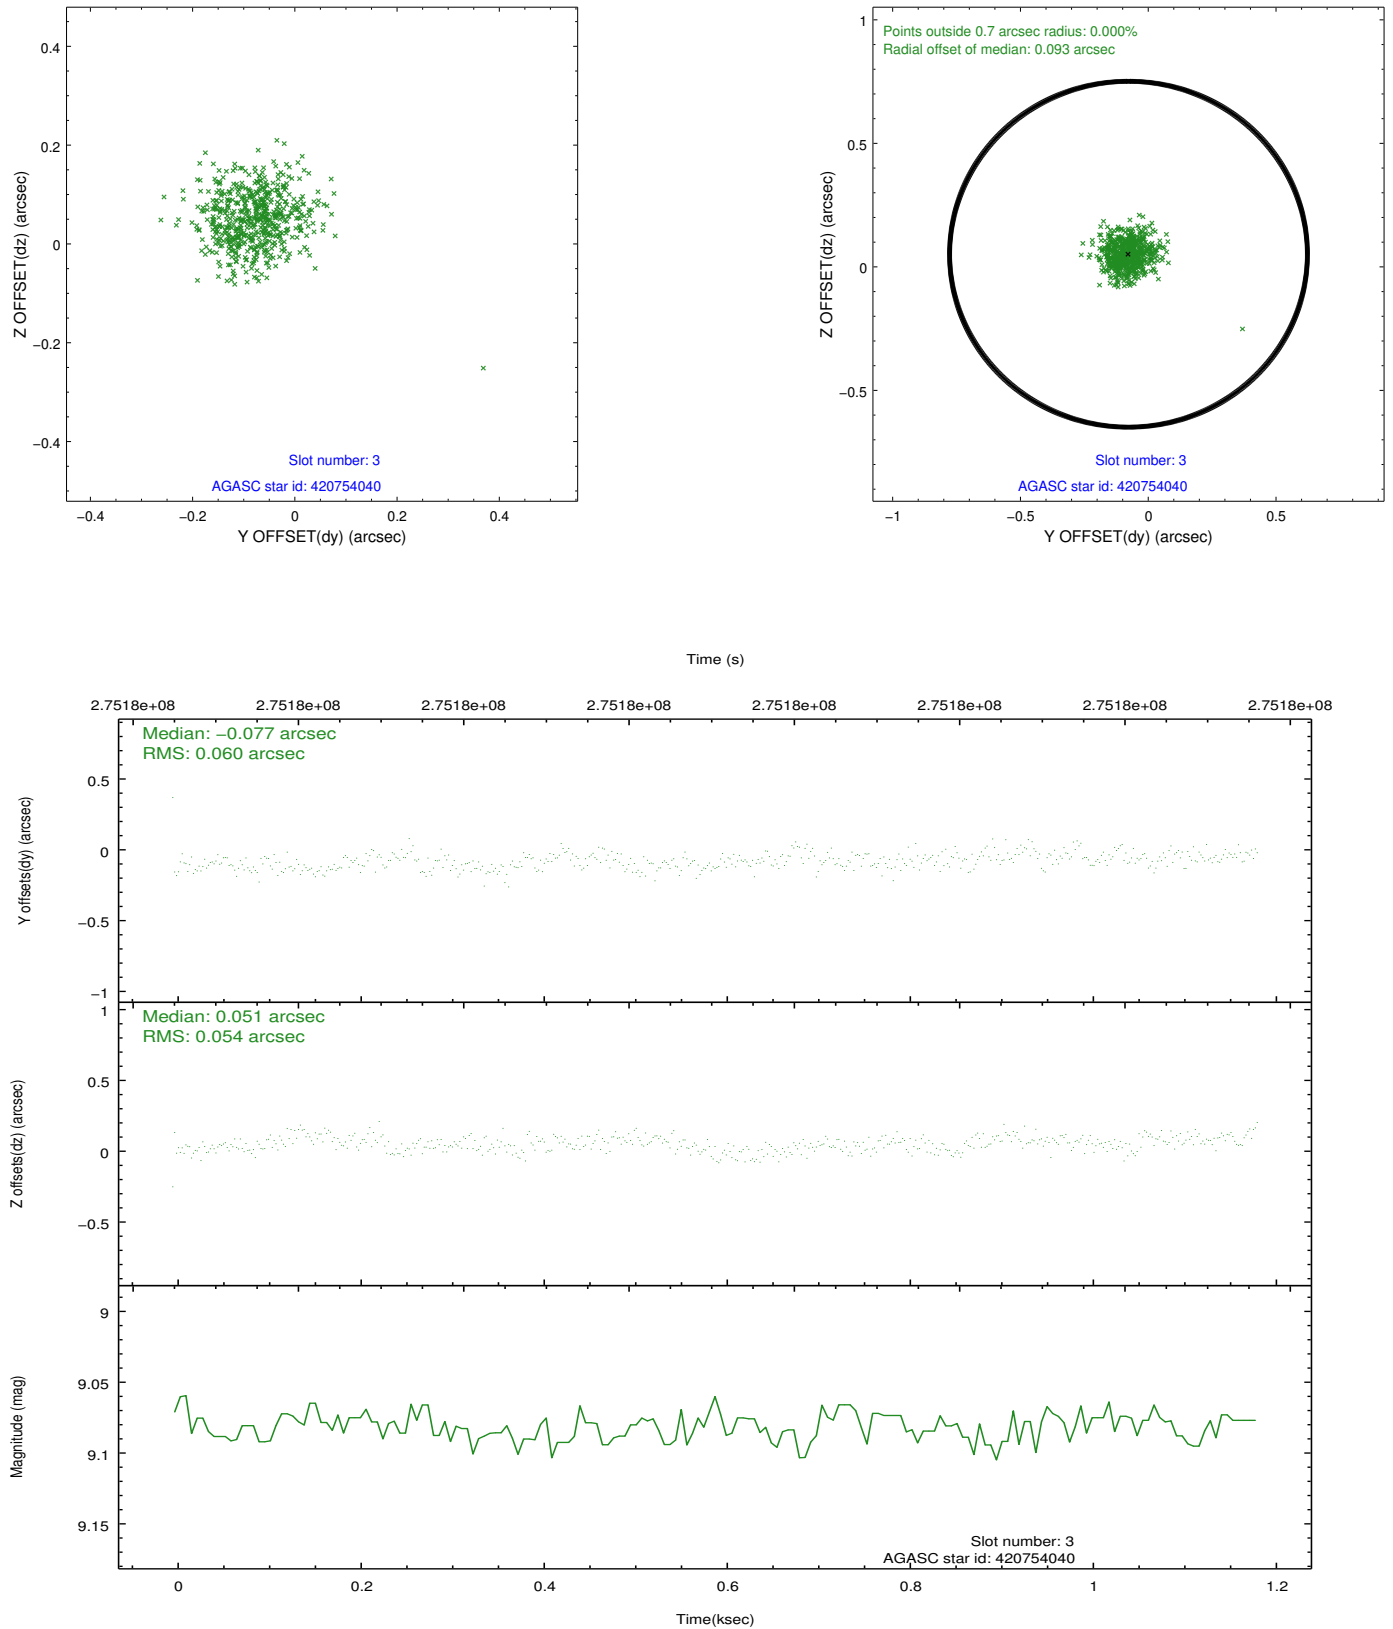 0.4
0.2
0
−0.2
−0.4
Z OFFSET(dz) (arcsec)
Slot number: 3
AGASC star id: 420754040
−0.4 −0.2 0 0.2 0.4
Y OFFSET(dy) (arcsec)
Points outside 0.7 arcsec radius: 0.000%
Radial offset of median: 0.093 arcsec
1
0.5
0
−0.5
Z OFFSET(dz) (arcsec)
Slot number: 3
AGASC star id: 420754040
−1 −0.5 0 0.5
Y OFFSET(dy) (arcsec)
Time (s)
2.7518e+08 2.7518e+08 2.7518e+08 2.7518e+08 2.7518e+08 2.7518e+08 2.7518e+08 2.7518e+08
Median: −0.077 arcsec
RMS: 0.060 arcsec
0.5
0
−0.5
−1
Y offsets(dy) (arcsec)
Median: 0.051 arcsec
RMS: 0.054 arcsec
1
0.5
0
−0.5
Z offsets(dz) (arcsec)
9
9.05
9.1
9.15
Magnitude (mag)
Slot number: 3
AGASC star id: 420754040
0 0.2 0.4 0.6 0.8 1 1.2
Time(ksec)